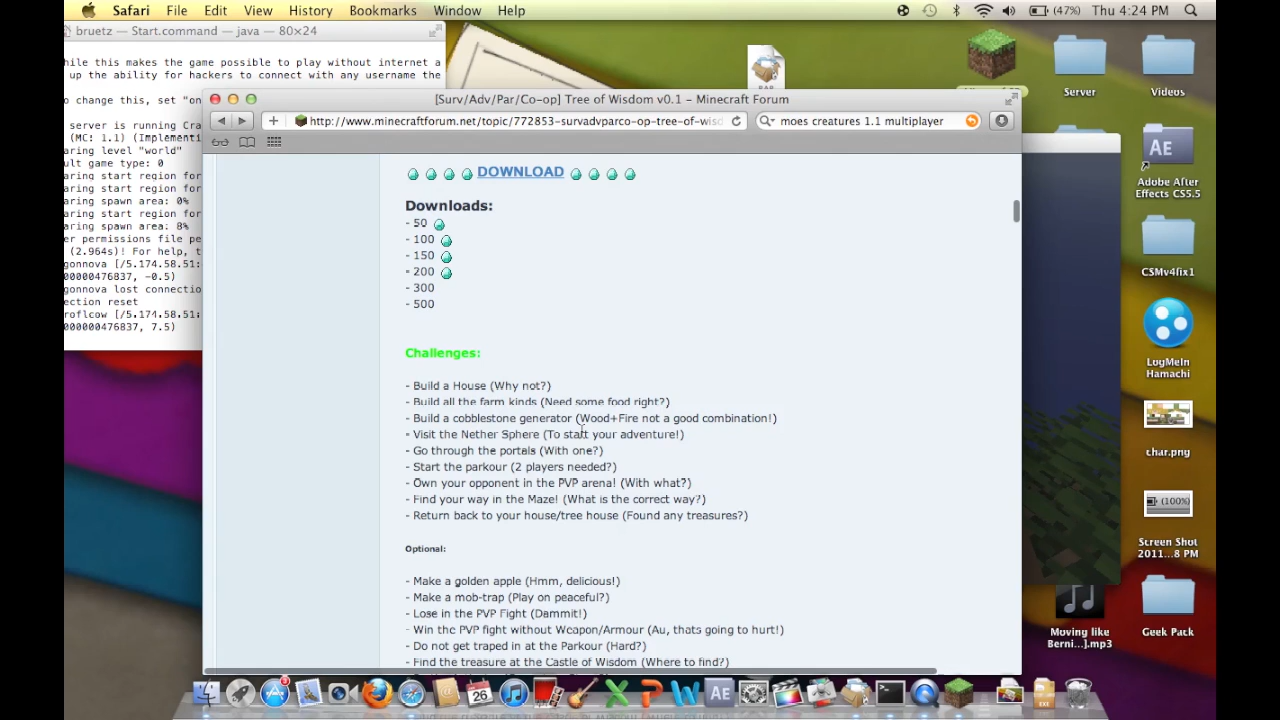 Safari File Edit View History Bookmarks Window Help (47%) Thu 4:24 PM
bruetz — Start.command — java — 80×24
hile this makes the game possible to play without internet a
up the ability for hackers to connect with any username the
o change this, set "on
server is running Cra
(MC: 1.1) (Implementi
aring level "world"
ult game type: 0
aring start region for
aring start region for
aring spawn area: 0%
aring start region for
aring spawn area: 8%
er permissions file pe
(2.964s)! For help, t
gonnova [/5.174.58.51:
00000476837, -0.5)
gonnova lost connectio
ection reset
roflcow [/5.174.58.51:
000000476837, 7.5)
[Surv/Adv/Par/Co-op] Tree of Wisdom v0.1 – Minecraft Forum
http://www.minecraftforum.net/topic/772853-survadvparco-op-tree-of-wisd
moes creatures 1.1 multiplayer
DOWNLOAD
Downloads:
- 50
- 100
- 150
- 200
- 300
- 500
Challenges:
- Build a House (Why not?)
- Build all the farm kinds (Need some food right?)
- Build a cobblestone generator (Wood+Fire not a good combination!)
- Visit the Nether Sphere (To start your adventure!)
- Go through the portals (With one?)
- Start the parkour (2 players needed?)
- Own your opponent in the PVP arena! (With what?)
- Find your way in the Maze! (What is the correct way?)
- Return back to your house/tree house (Found any treasures?)
Optional:
- Make a golden apple (Hmm, delicious!)
- Make a mob-trap (Play on peaceful?)
- Lose in the PVP Fight (Dammit!)
- Win the PVP fight without Weapon/Armour (Au, thats going to hurt!)
- Do not get traped in at the Parkour (Hard?)
- Find the treasure at the Castle of Wisdom (Where to find?)
RAR
Server
Videos
AE
Adobe After
Effects CS5.5
CSMv4fix1
LogMeIn
Hamachi
char.png
(100%)
Screen Shot
2011...8 PM
Moving like
Berni...].mp3
Geek Pack
26
AE